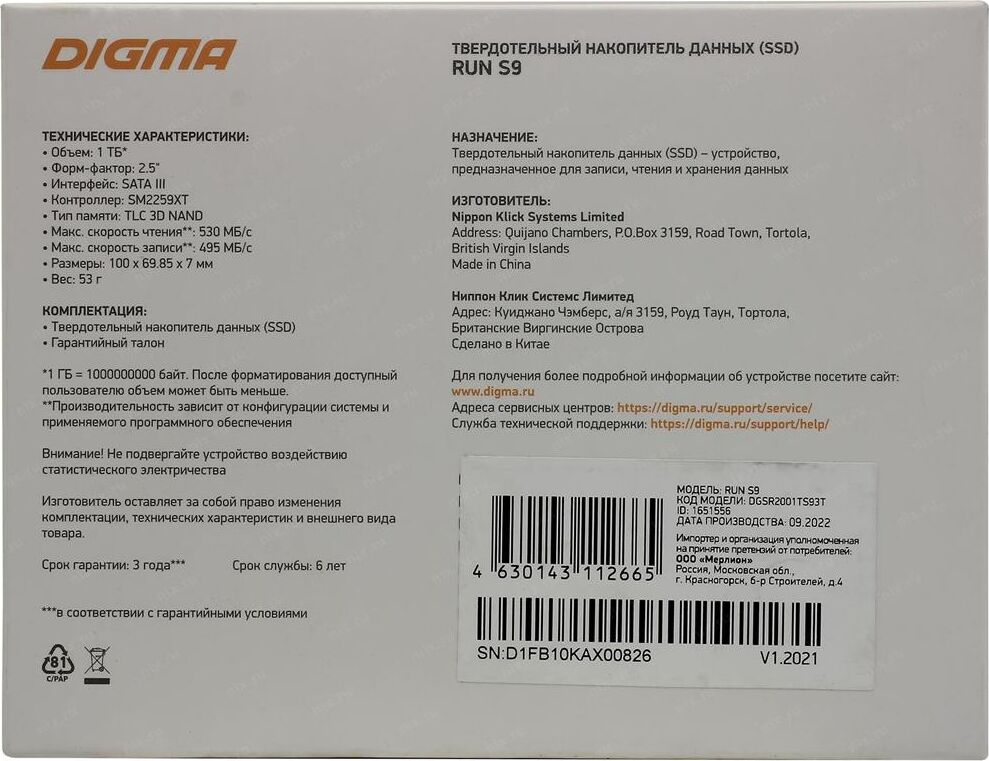 DIGMA
ТВЕРДОТЕЛЬНЫЙ НАКОПИТЕЛЬ ДАННЫХ (SSD)
RUN S9
ТЕХНИЧЕСКИЕ ХАРАКТЕРИСТИКИ:
• Объем: 1 ТБ*
• Форм-фактор: 2.5"
• Интерфейс: SATA III
• Контроллер: SM2259XT
• Тип памяти: TLC 3D NAND
• Макс. скорость чтения**: 530 МБ/с
• Макс. скорость записи**: 495 МБ/с
• Размеры: 100 x 69.85 x 7 мм
• Вес: 53 г
КОМПЛЕКТАЦИЯ:
• Твердотельный накопитель данных (SSD)
• Гарантийный талон
*1 ГБ = 1000000000 байт. После форматирования доступный
пользователю объем может быть меньше.
**Производительность зависит от конфигурации системы и
применяемого программного обеспечения
Внимание! Не подвергайте устройство воздействию
статистического электричества
Изготовитель оставляет за собой право изменения
комплектации, технических характеристик и внешнего вида
товара.
Срок гарантии: 3 года*** Срок службы: 6 лет
***в соответствии с гарантийными условиями
81
C/PAP
НАЗНАЧЕНИЕ:
Твердотельный накопитель данных (SSD) – устройство,
предназначенное для записи, чтения и хранения данных
ИЗГОТОВИТЕЛЬ:
Nippon Klick Systems Limited
Address: Quijano Chambers, P.O.Box 3159, Road Town, Tortola,
British Virgin Islands
Made in China
Ниппон Клик Системс Лимитед
Адрес: Куиджано Чэмберс, а/я 3159, Роуд Таун, Тортола,
Британские Виргинские Острова
Сделано в Китае
Для получения более подробной информации об устройстве посетите сайт:
www.digma.ru
Адреса сервисных центров: https://digma.ru/support/service/
Служба технической поддержки: https://digma.ru/support/help/
МОДЕЛЬ: RUN S9
КОД МОДЕЛИ: DGSR2001TS93T
ID: 1651556
ДАТА ПРОИЗВОДСТВА: 09.2022
Импортер и организация уполномоченная
на принятие претензий от потребителей:
ООО «Мерлион»
Россия, Московская обл.,
г. Красногорск, б-р Строителей, д.4
4 630143 112665
SN:D1FB10KAX00826 V1.2021